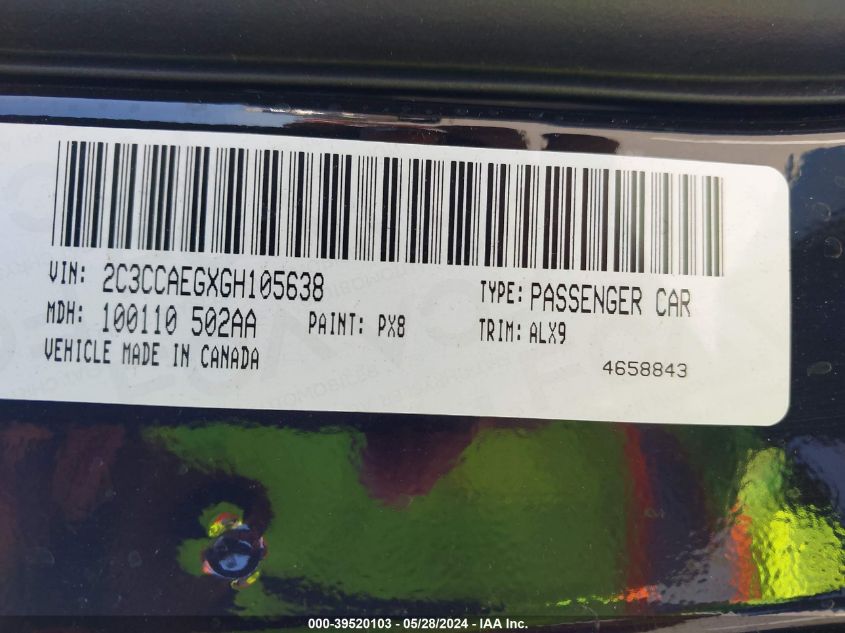 VIN: 2C3CCAEGXGH105638 TYPE: PASSENGER CAR
MDH: 100110 502AA PAINT: PX8 TRIM: ALX9
VEHICLE MADE IN CANADA 4658843
000-39520103 - 05/28/2024 - IAA Inc.